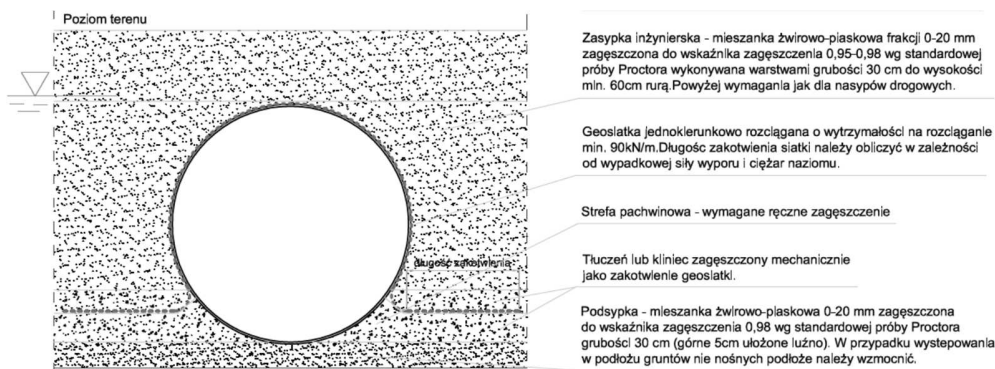 Poziom terenu
Zasypka inżynierska - mieszanka żwirowo-piaskowa frakcji 0-20 mm
zagęszczona do wskaźnika zagęszczenia 0,95-0,98 wg standardowej
próby Proctora wykonywana warstwami grubości 30 cm do wysokości
min. 60cm rurą.Powyżej wymagania jak dla nasypów drogowych.
Geosiatka jednokierunkowo rozciągana o wytrzymałości na rozciąganie
min. 90kN/m.Długośc zakotwienia siatki należy obliczyć w zależności
od wypadkowej siły wyporu i ciężar naziomu.
Strefa pachwinowa - wymagane ręczne zagęszczenie
długość zakotwienia
Tłuczeń lub kliniec zagęszczony mechanicznie
jako zakotwienie geosiatki.
Podsypka - mieszanka żwirowo-piaskowa 0-20 mm zagęszczona
do wskaźnika zagęszczenia 0,98 wg standardowej próby Proctora
grubości 30 cm (górne 5cm ułożone luźno). W przypadku wystepowania
w podłożu gruntów nie nośnych podłoże należy wzmocnić.